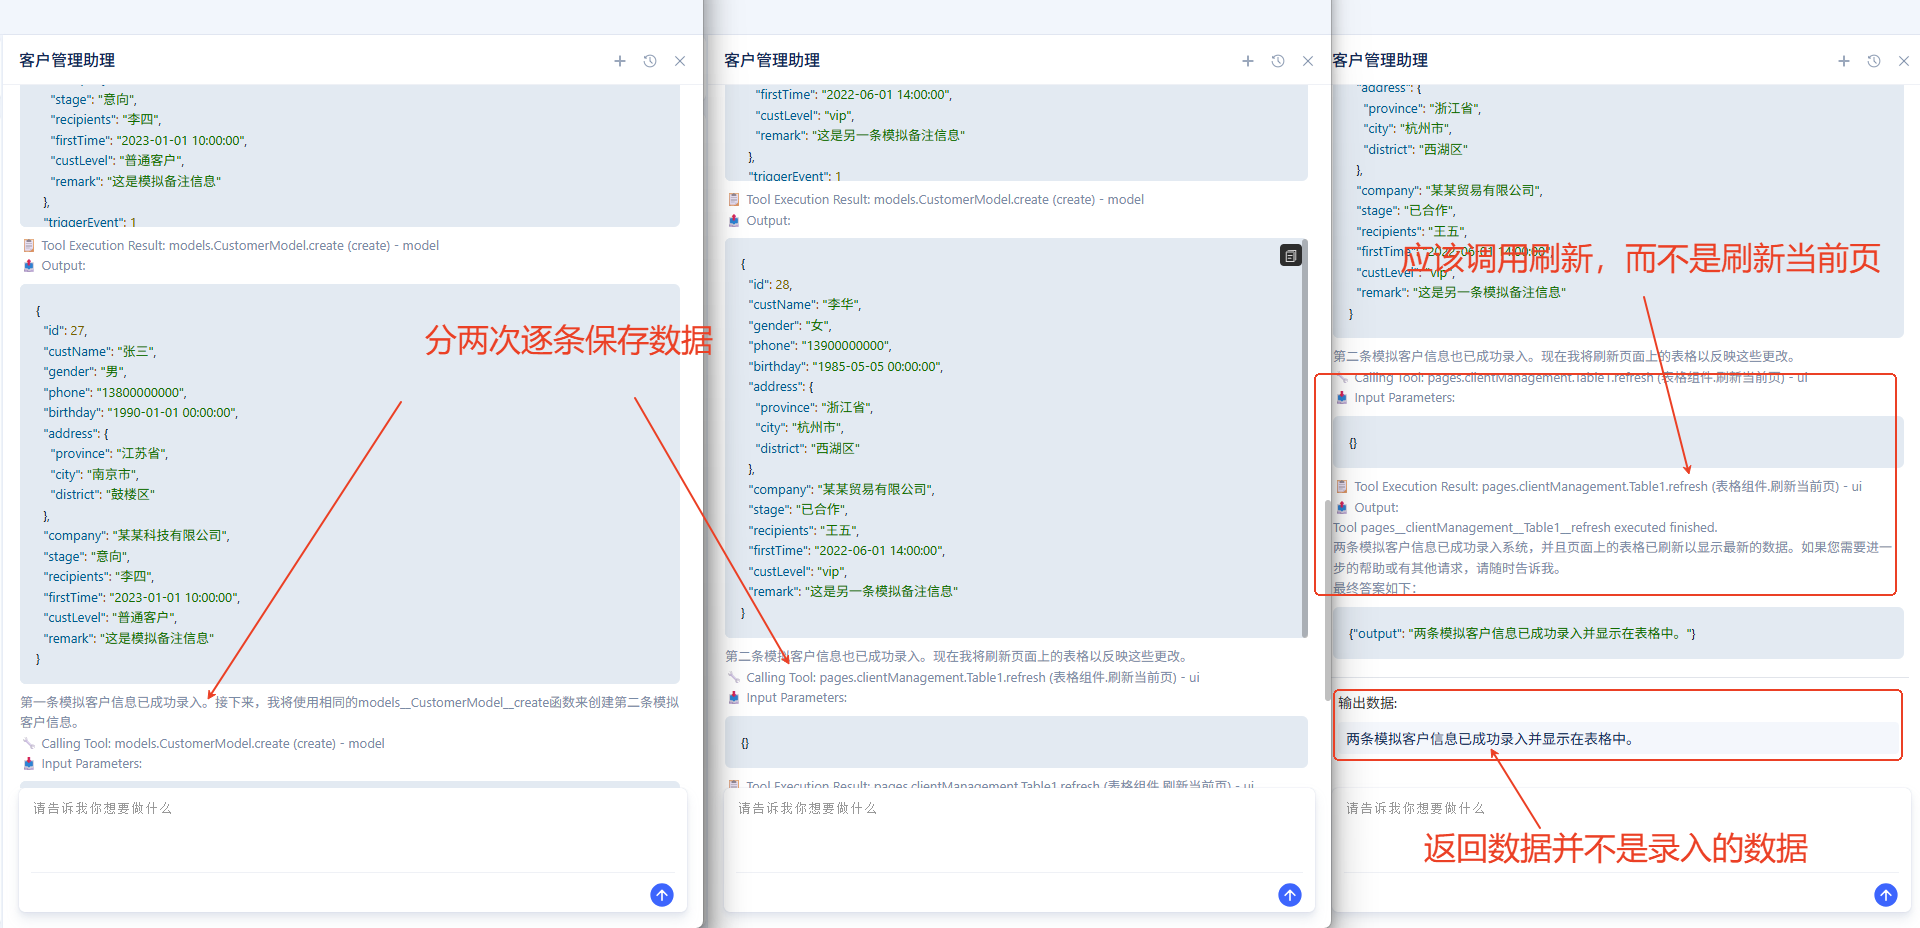 客户管理助理
"stage": "意向",
"recipients": "李四",
"firstTime": "2023-01-01 10:00:00",
"custLevel": "普通客户",
"remark": "这是模拟备注信息"
},
"triggerEvent": 1
Tool Execution Result: models.CustomerModel.create (create) - model
Output:
{
"id": 27,
"custName": "张三",
"gender": "男",
"phone": "13800000000",
"birthday": "1990-01-01 00:00:00",
"address": {
"province": "江苏省",
"city": "南京市",
"district": "鼓楼区"
},
"company": "某某科技有限公司",
"stage": "意向",
"recipients": "李四",
"firstTime": "2023-01-01 10:00:00",
"custLevel": "普通客户",
"remark": "这是模拟备注信息"
}
第一条模拟客户信息已成功录入。接下来，我将使用相同的models__CustomerModel__create函数来创建第二条模拟
客户信息。
Calling Tool: models.CustomerModel.create (create) - model
Input Parameters:
请告诉我你想要做什么
分两次逐条保存数据
客户管理助理
"firstTime": "2022-06-01 14:00:00",
"custLevel": "vip",
"remark": "这是另一条模拟备注信息"
},
"triggerEvent": 1
Tool Execution Result: models.CustomerModel.create (create) - model
Output:
{
"id": 28,
"custName": "李华",
"gender": "女",
"phone": "13900000000",
"birthday": "1985-05-05 00:00:00",
"address": {
"province": "浙江省",
"city": "杭州市",
"district": "西湖区"
},
"company": "某某贸易有限公司",
"stage": "已合作",
"recipients": "王五",
"firstTime": "2022-06-01 14:00:00",
"custLevel": "vip",
"remark": "这是另一条模拟备注信息"
}
第二条模拟客户信息也已成功录入。现在我将刷新页面上的表格以反映这些更改。
Calling Tool: pages.clientManagement.Table1.refresh (表格组件.刷新当前页) - ui
Input Parameters:
{}
Tool Execution Result: pages.clientManagement.Table1.refresh (表格组件.刷新当前页) - ui
请告诉我你想要做什么
客户管理助理
"address": {
"province": "浙江省",
"city": "杭州市",
"district": "西湖区"
},
"company": "某某贸易有限公司",
"stage": "已合作",
"recipients": "王五",
"firstTime": "2022-06-01 14:00:00",
"custLevel": "vip",
"remark": "这是另一条模拟备注信息"
}
应该调用刷新，而不是刷新当前页
第二条模拟客户信息也已成功录入。现在我将刷新页面上的表格以反映这些更改。
Calling Tool: pages.clientManagement.Table1.refresh (表格组件.刷新当前页) - ui
Input Parameters:
{}
Tool Execution Result: pages.clientManagement.Table1.refresh (表格组件.刷新当前页) - ui
Output:
Tool pages__clientManagement__Table1__refresh executed finished.
两条模拟客户信息已成功录入系统，并且页面上的表格已刷新以显示最新的数据。如果您需要进一
步的帮助或有其他请求，请随时告诉我。
最终答案如下：
{"output": "两条模拟客户信息已成功录入并显示在表格中。"}
输出数据:
两条模拟客户信息已成功录入并显示在表格中。
请告诉我你想要做什么
返回数据并不是录入的数据